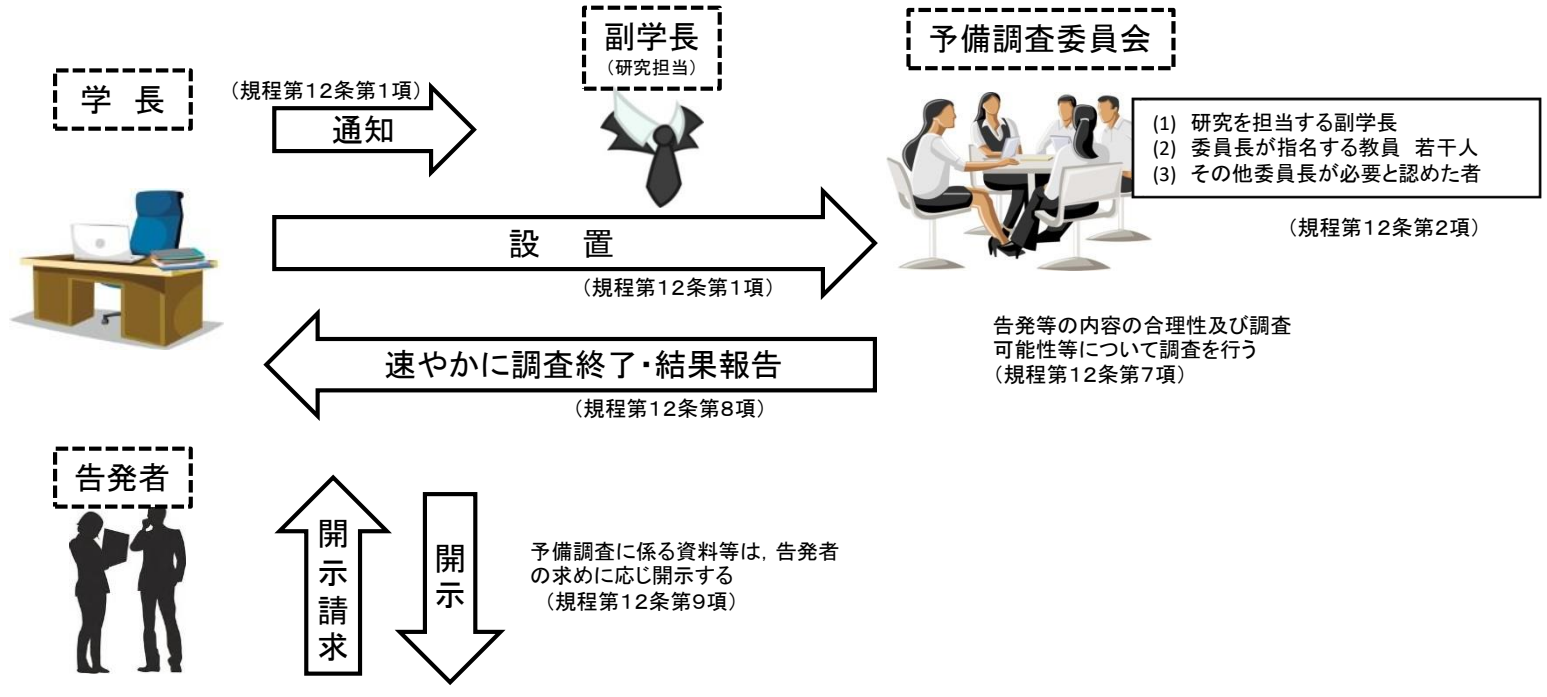 副学長
（研究担当）
予備調査委員会
学　長
（規程第１２条第１項）
通知
(1) 研究を担当する副学長
(2) 委員長が指名する教員　若干人
(3) その他委員長が必要と認めた者
（規程第１２条第２項）
設　置
（規程第１２条第１項）
告発等の内容の合理性及び調査
可能性等について調査を行う
（規程第１２条第７項）
速やかに調査終了・結果報告
（規程第１２条第８項）
告発者
開示請求
開示
予備調査に係る資料等は，告発者
の求めに応じ開示する
（規程第１２条第９項）